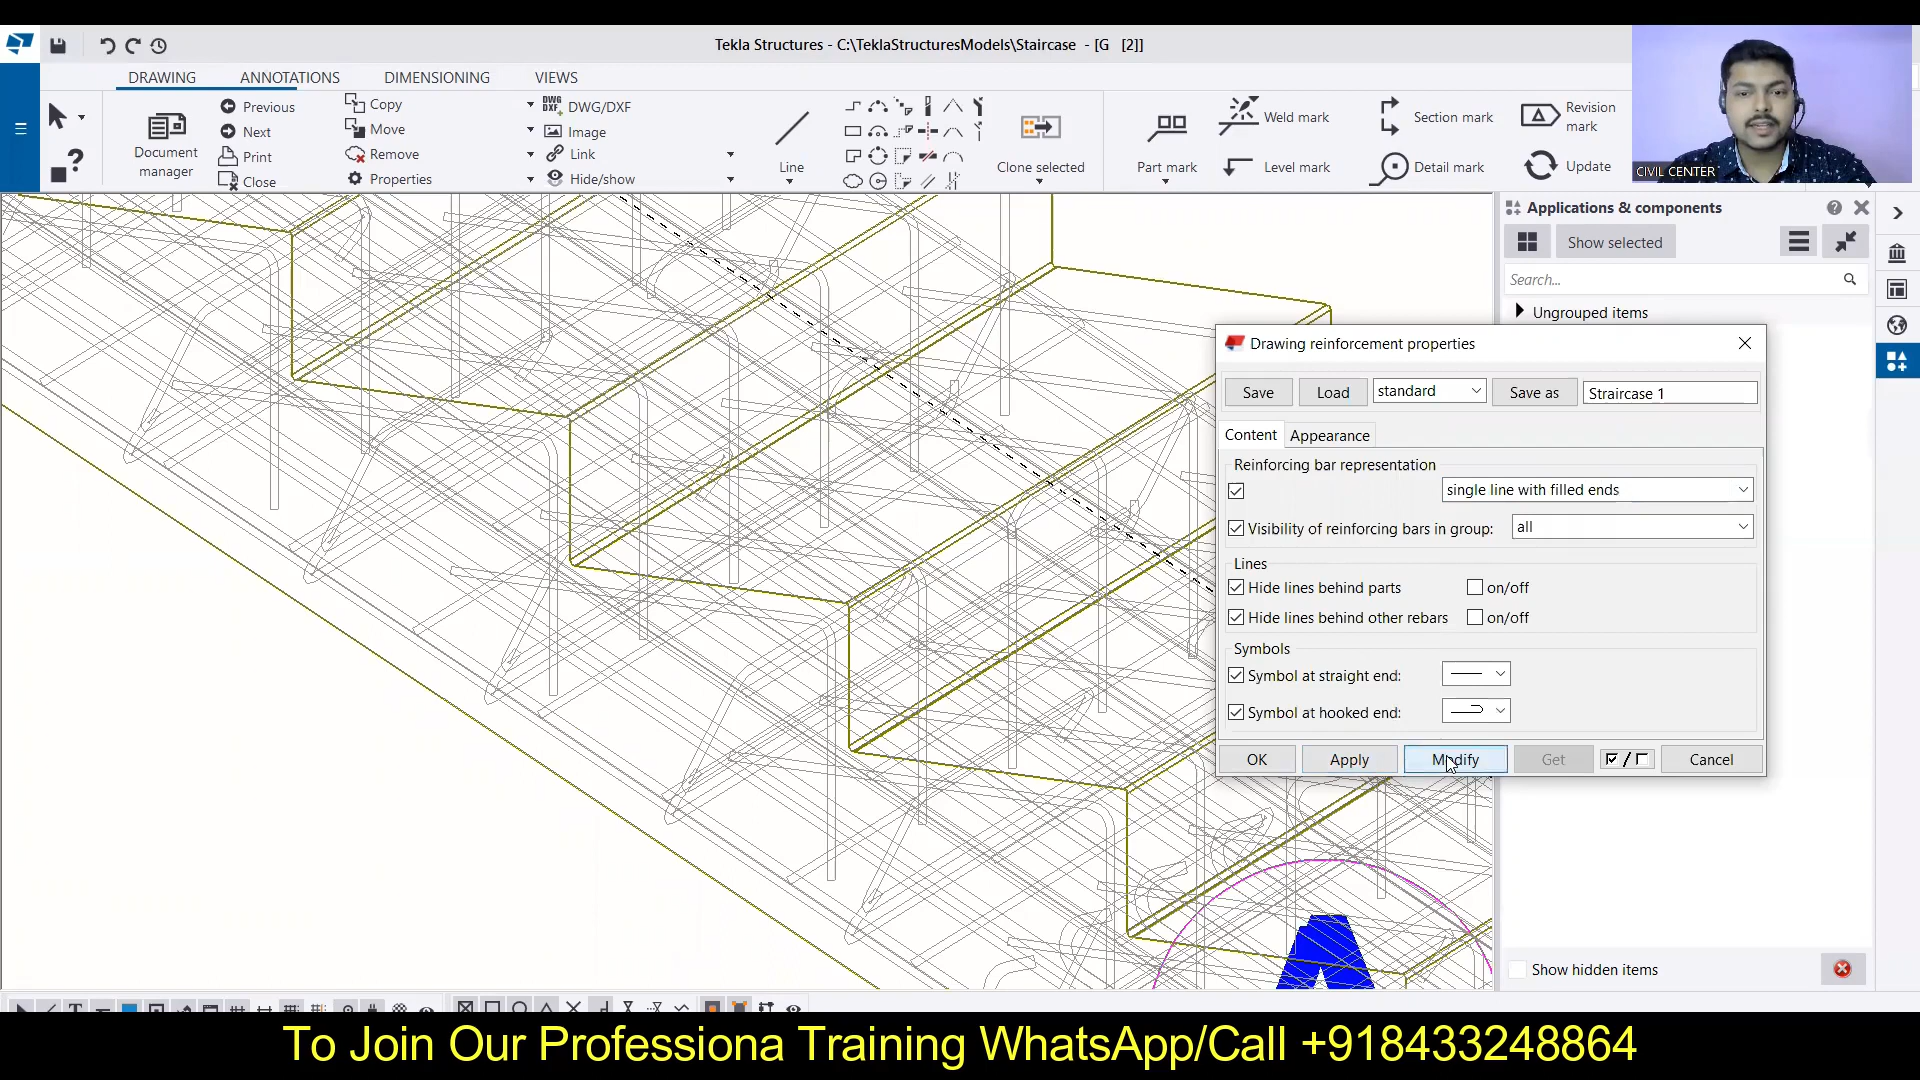 Tekla Structures - C:\TeklaStructuresModels\Staircase - [G [2]]
DRAWING ANNOTATIONS DIMENSIONING VIEWS
Document manager
Previous
Next
Print
Close
Copy
Move
Remove
Properties
DWG DXF DWG/DXF
Image
Link
Hide/show
Line
Clone selected
Part mark
Weld mark
Level mark
Section mark
Detail mark
Revision mark
Update
CIVIL CENTER
Applications & components
Show selected
Search...
Ungrouped items
Drawing reinforcement properties
Save Load standard Save as Straircase 1
Content Appearance
Reinforcing bar representation
single line with filled ends
Visibility of reinforcing bars in group: all
Lines
Hide lines behind parts on/off
Hide lines behind other rebars on/off
Symbols
Symbol at straight end:
Symbol at hooked end:
OK Apply Modify Get Cancel
A
Show hidden items
To Join Our Professiona Training WhatsApp/Call +918433248864